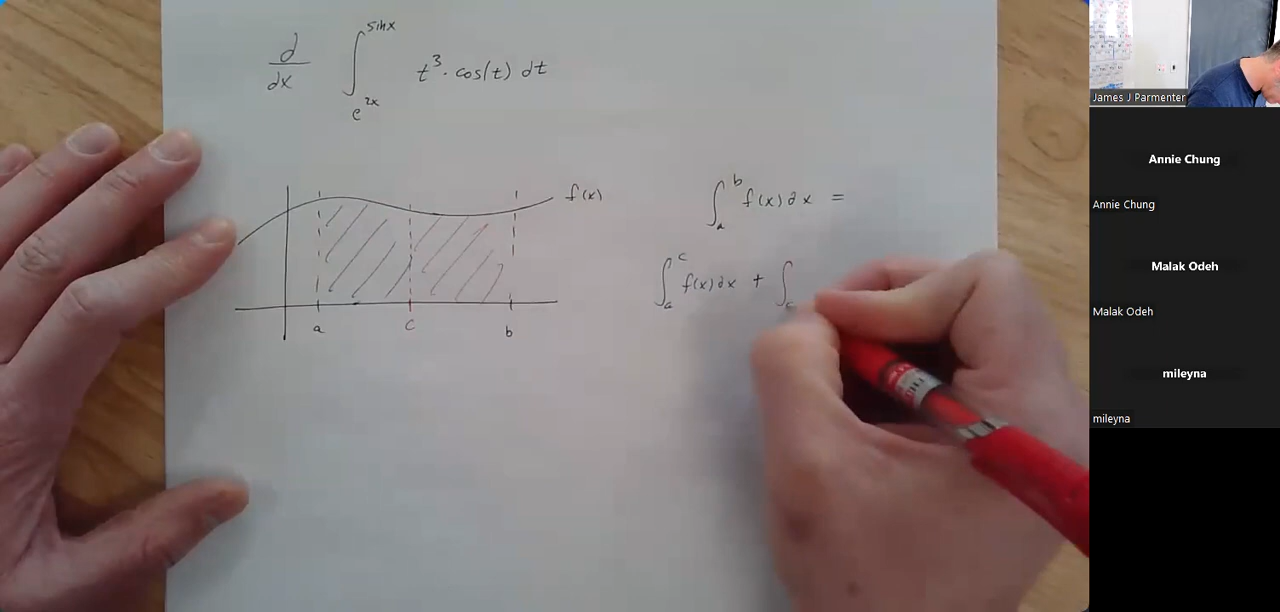 d/dx ∫_{e^{2x}}^{sinx} t³ · cos(t) dt
f(x)
a c b
∫_a^b f(x) dx =
∫_a^c f(x) dx + ∫_c
James J Parmenter
Annie Chung
Annie Chung
Malak Odeh
Malak Odeh
mileyna
mileyna